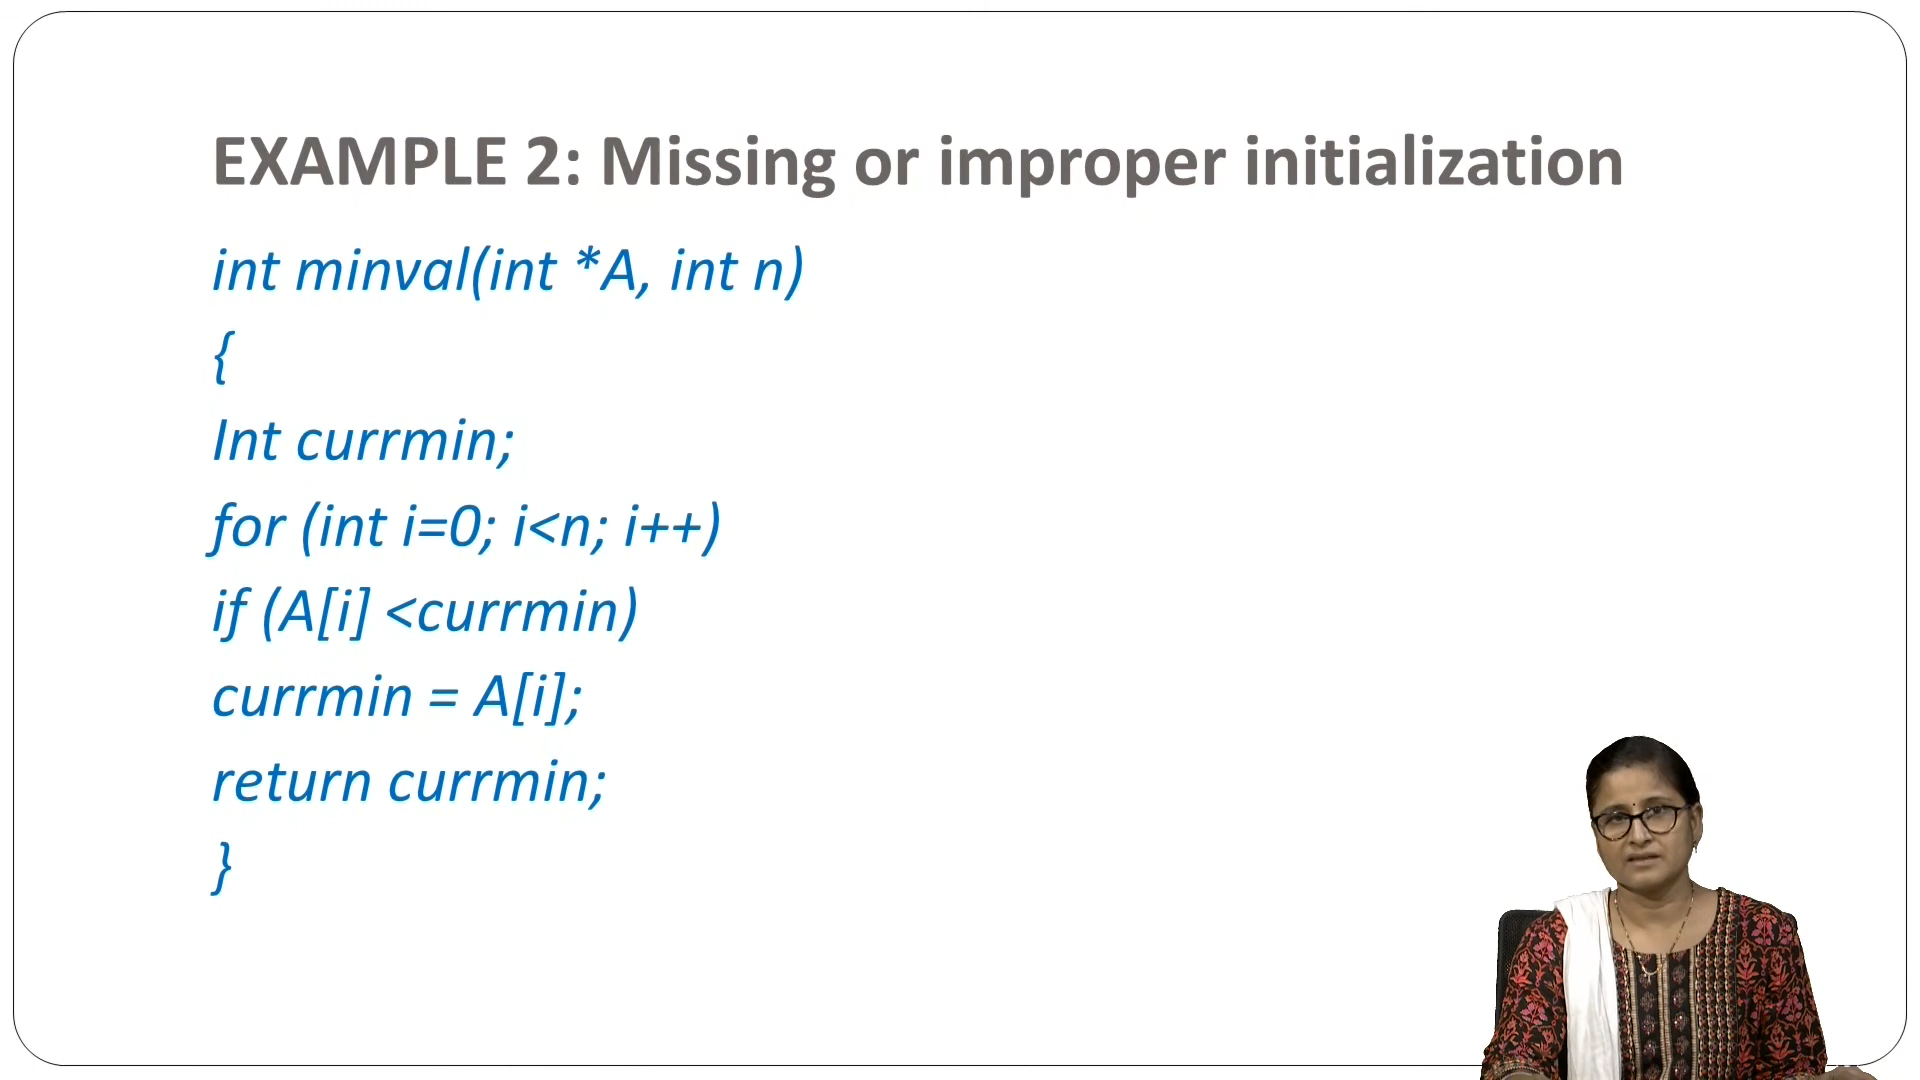 EXAMPLE 2: Missing or improper initialization
int minval(int *A, int n)
{
Int currmin;
for (int i=0; i<n; i++)
if (A[i] <currmin)
currmin = A[i];
return currmin;
}